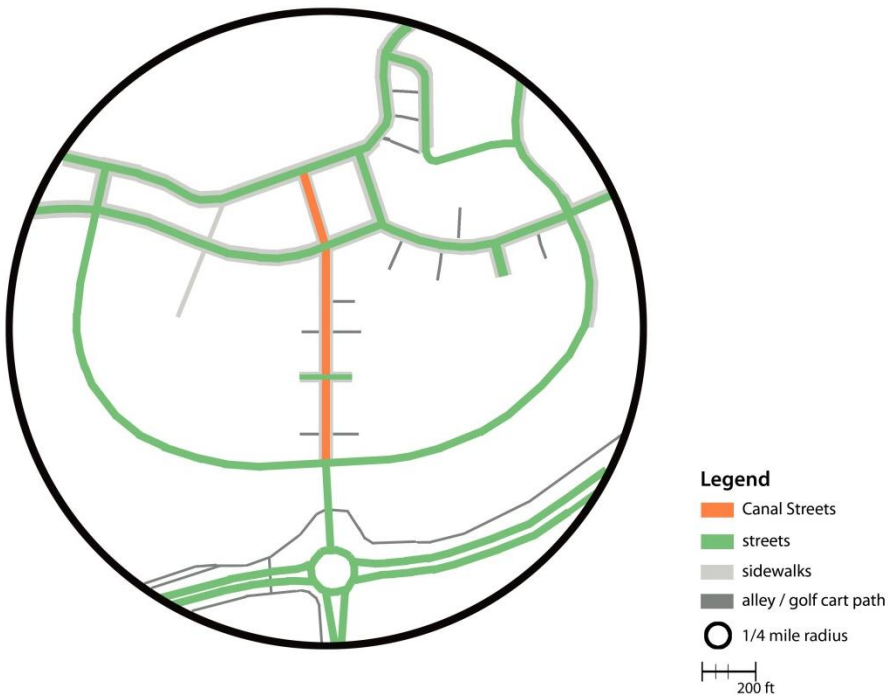 Legend
Canal Streets
streets
sidewalks
alley / golf cart path
1/4 mile radius
200 ft